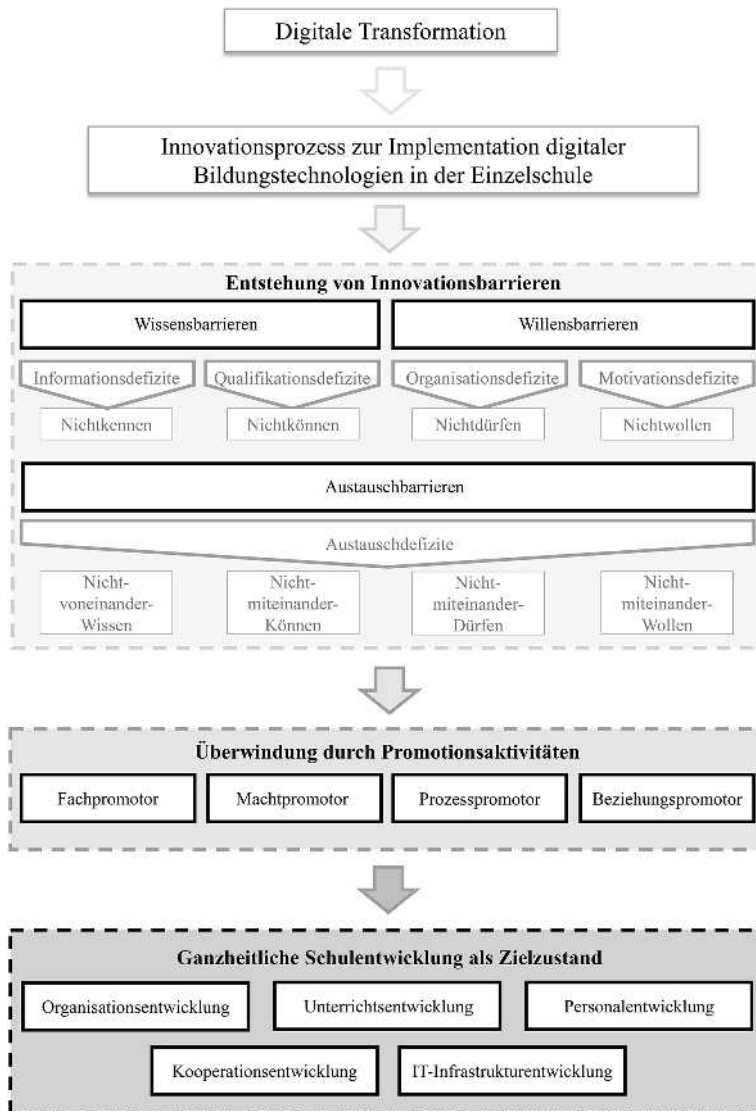 Digitale Transformation
Innovationsprozess zur Implementation digitaler
Bildungstechnologien in der Einzelschule
Entstehung von Innovationsbarrieren
Wissensbarrieren
Willensbarrieren
Informationsdefizite
Qualifikationsdefizite
Organisationsdefizite
Motivationsdefizite
Nichtkennen
Nichtkönnen
Nichtdürfen
Nichtwollen
Austauschbarrieren
Austauschdefizite
Nicht-
voneinander-
Wissen
Nicht-
miteinander-
Können
Nicht-
miteinander-
Dürfen
Nicht-
miteinander-
Wollen
Überwindung durch Promotionsaktivitäten
Fachpromotor
Machtpromotor
Prozesspromotor
Beziehungspromotor
Ganzheitliche Schulentwicklung als Zielzustand
Organisationsentwicklung
Unterrichtsentwicklung
Personalentwicklung
Kooperationsentwicklung
IT-Infrastrukturentwicklung